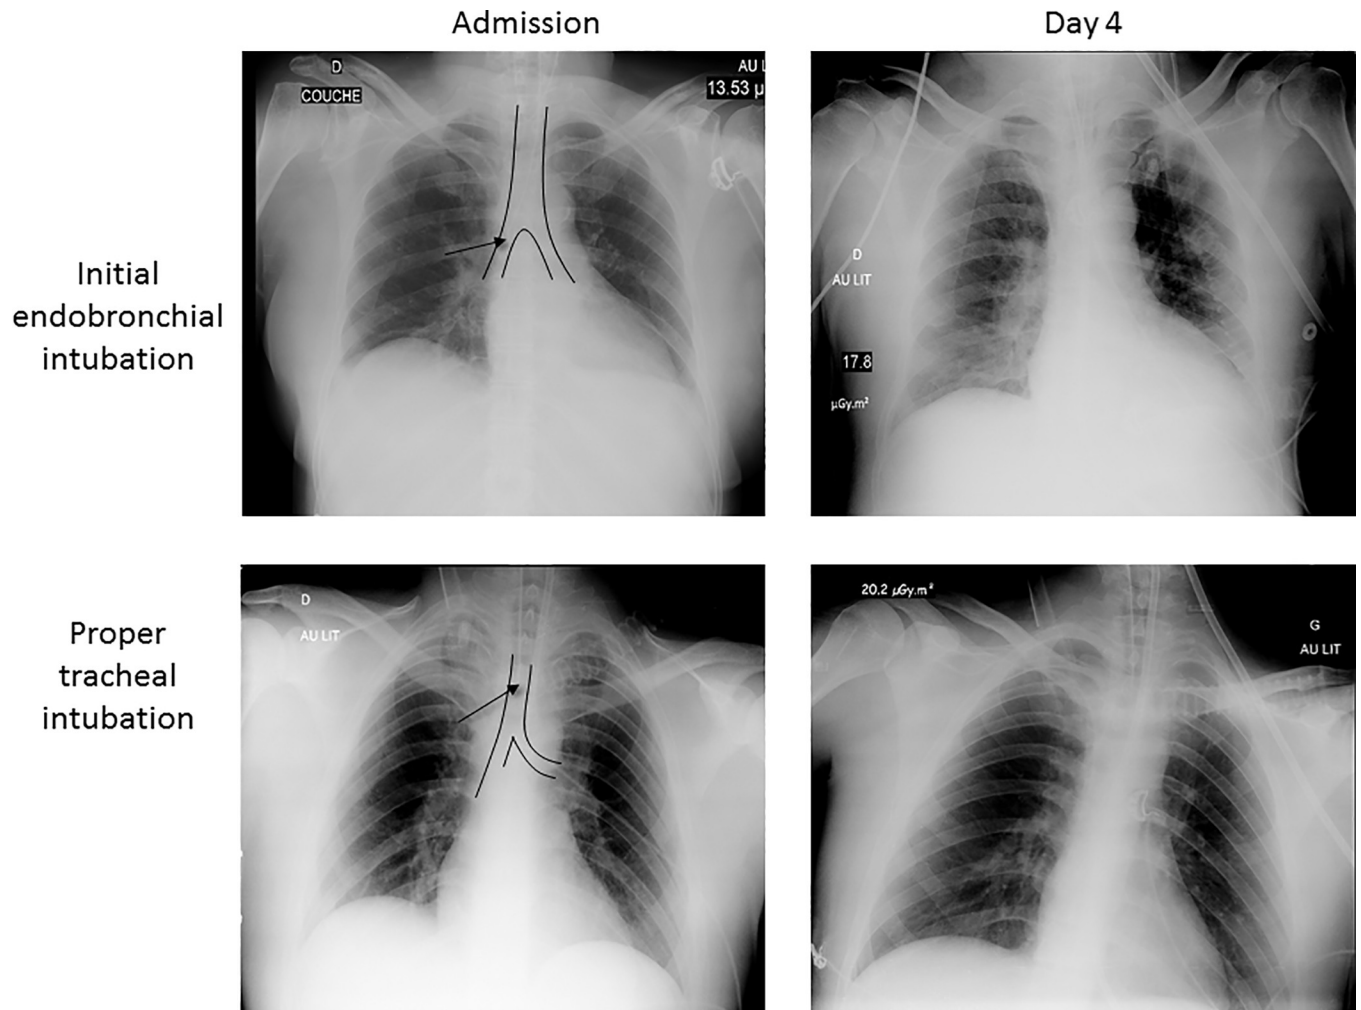 Admission
Day 4
Initial
endobronchial
intubation
D
COUCHE
AU L
13.53 µ
D
AU LIT
17.8
µGy.m²
Proper
tracheal
intubation
D
AU LIT
20.2 µGy.m²
G
AU LIT